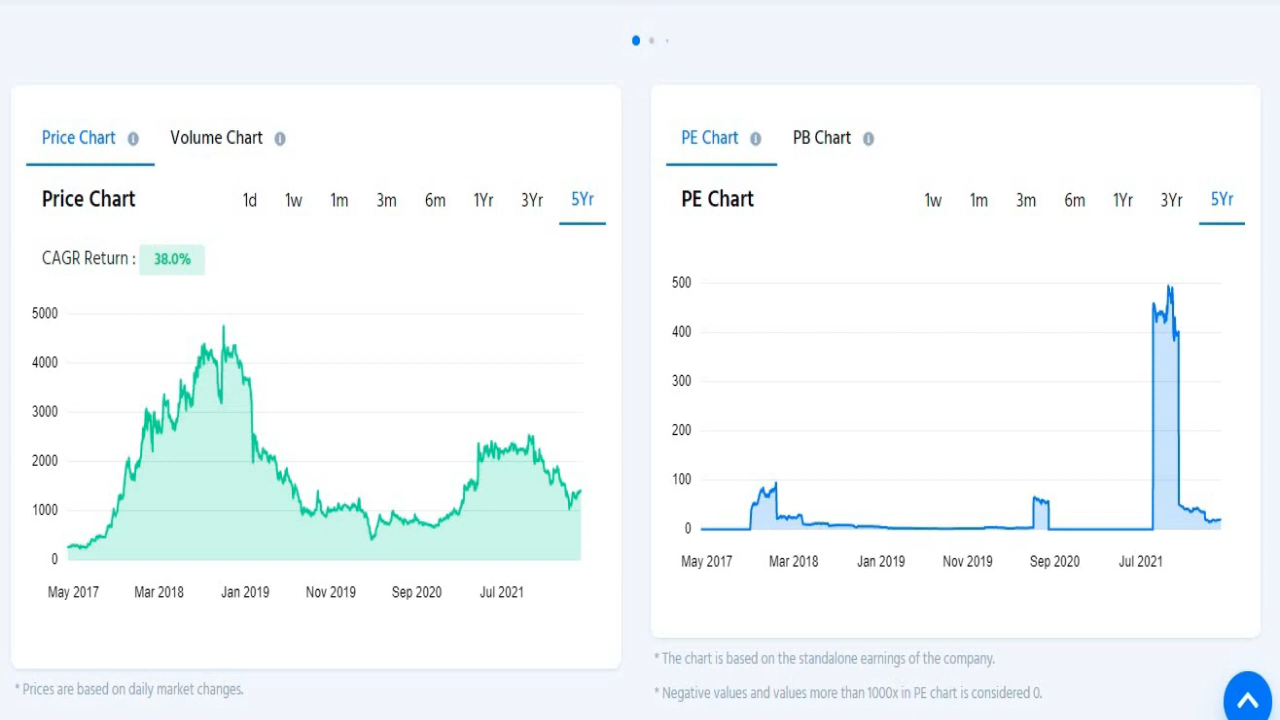 Price Chart Volume Chart
Price Chart 1d 1w 1m 3m 6m 1Yr 3Yr 5Yr
CAGR Return : 38.0%
5000
4000
3000
2000
1000
0
May 2017 Mar 2018 Jan 2019 Nov 2019 Sep 2020 Jul 2021
* Prices are based on daily market changes.
PE Chart PB Chart
PE Chart 1w 1m 3m 6m 1Yr 3Yr 5Yr
500
400
300
200
100
0
May 2017 Mar 2018 Jan 2019 Nov 2019 Sep 2020 Jul 2021
* The chart is based on the standalone earnings of the company.
* Negative values and values more than 1000x in PE chart is considered 0.